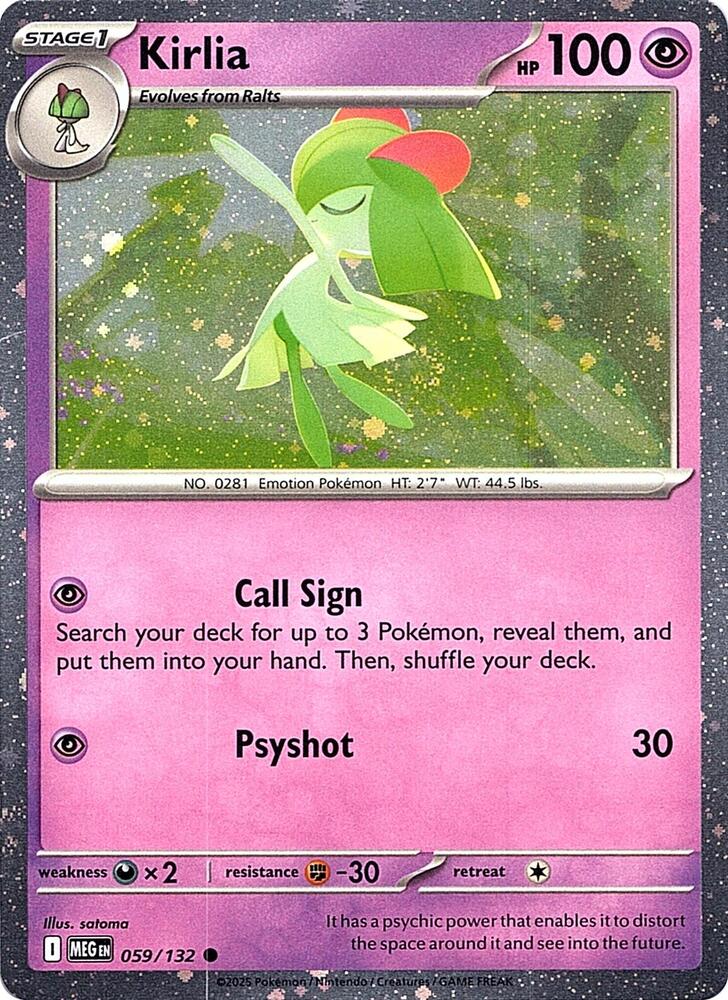 STAGE 1
Kirlia
HP 100
Evolves from Ralts
NO. 0281 Emotion Pokémon HT: 2'7" WT: 44.5 lbs.
Call Sign
Search your deck for up to 3 Pokémon, reveal them, and
put them into your hand. Then, shuffle your deck.
Psyshot 30
weakness ×2 resistance -30 retreat
Illus. satoma
It has a psychic power that enables it to distort
the space around it and see into the future.
I MEG EN 059/132
©2025 Pokémon / Nintendo / Creatures / GAME FREAK